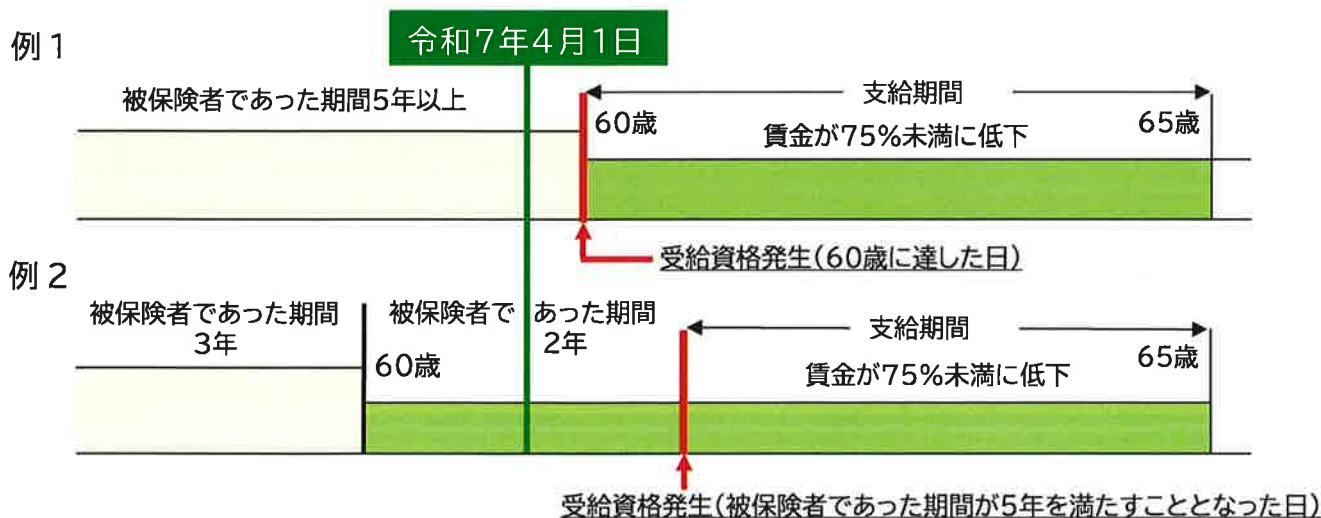 令和7年4月1日
例1
被保険者であった期間5年以上
支給期間
60歳
65歳
賃金が75%未満に低下
受給資格発生(60歳に達した日)
例2
被保険者であった期間
3年
被保険者であった期間
2年
支給期間
60歳
65歳
賃金が75%未満に低下
受給資格発生(被保険者であった期間が5年を満たすこととなった日)